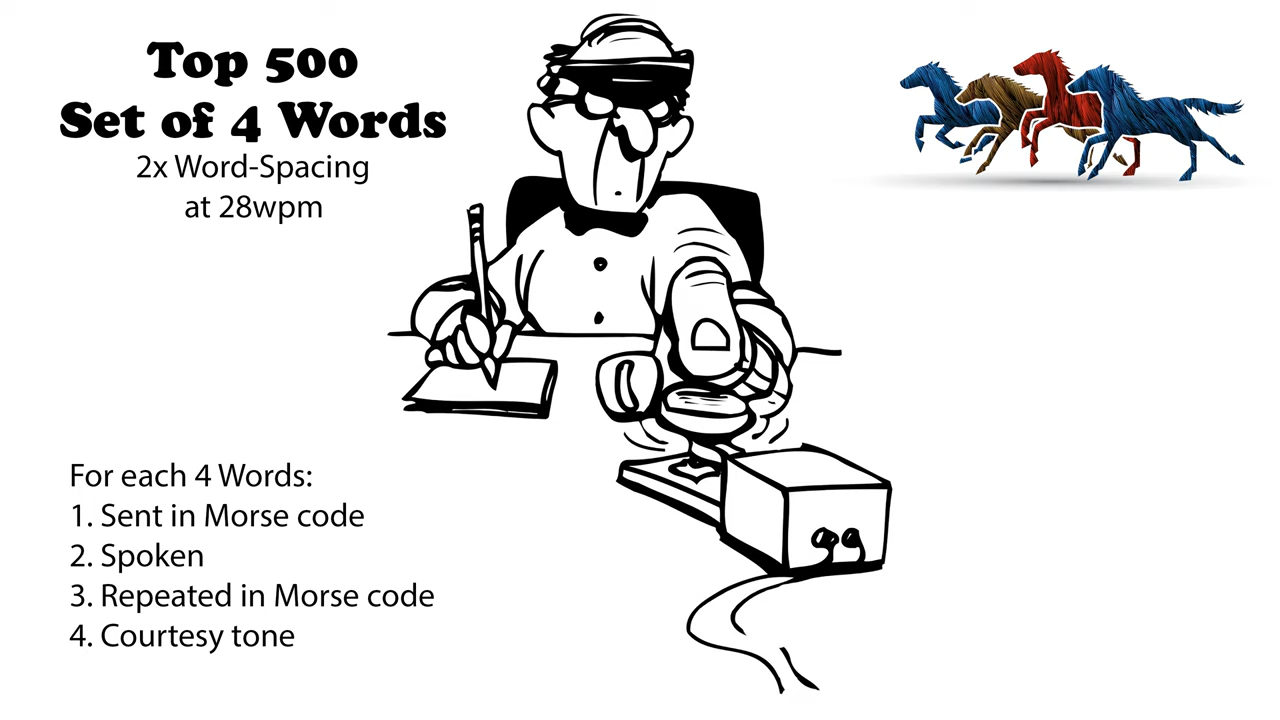 Top 500
Set of 4 Words
2x Word-Spacing
at 28wpm
For each 4 Words:
1. Sent in Morse code
2. Spoken
3. Repeated in Morse code
4. Courtesy tone